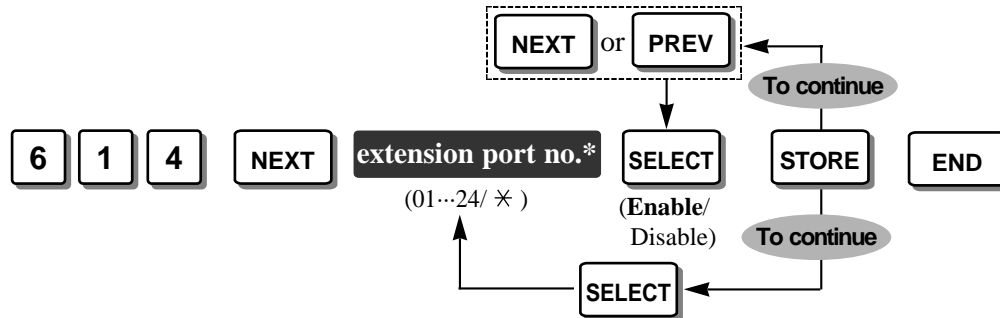 NEXT or PREV
To continue
6 1 4 NEXT extension port no.* SELECT STORE END
(01···24/ ✳ )
(Enable/
Disable)
To continue
SELECT